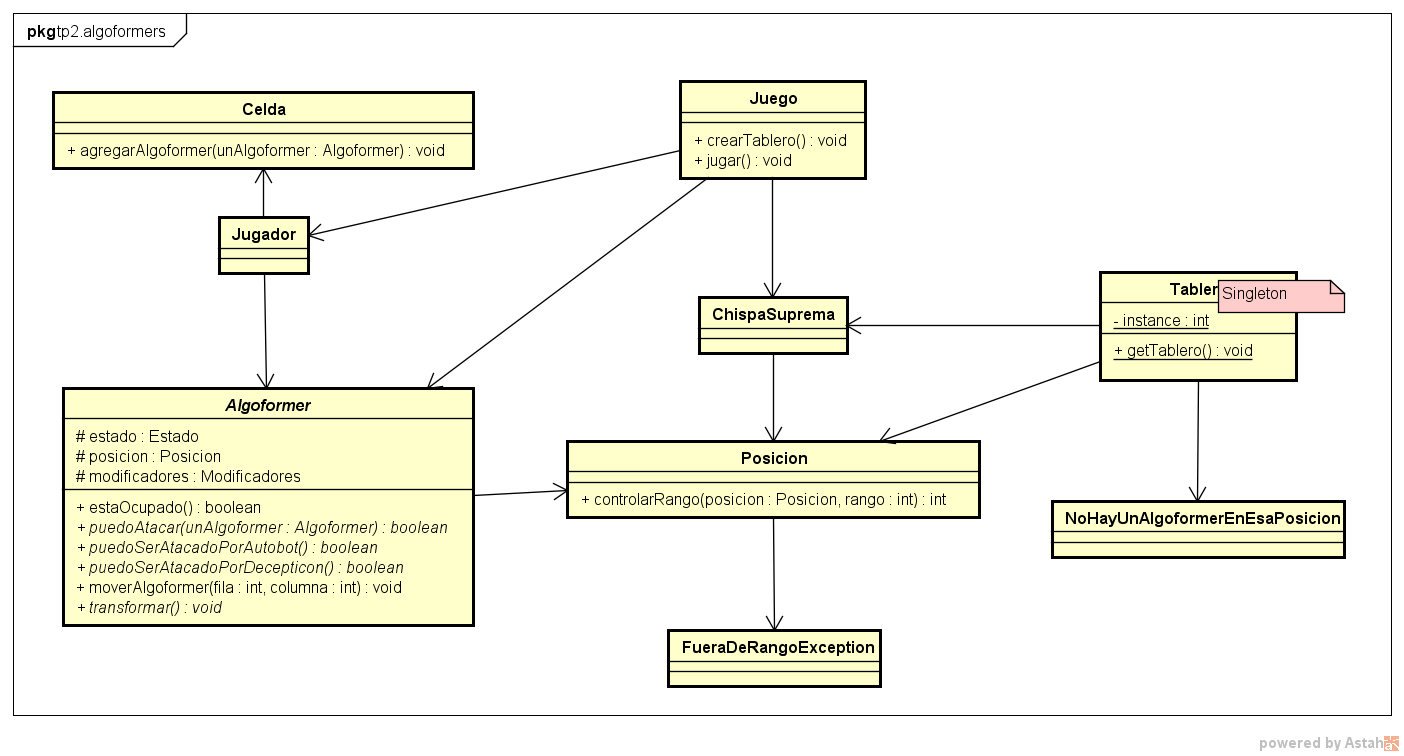 pkg tp2.algoformers
Celda
+ agregarAlgoformer(unAlgoformer : Algoformer) : void
Juego
+ crearTablero() : void
+ jugar() : void
Jugador
ChispaSuprema
Tabler
Singleton
- instance : int
+ getTablero() : void
Algoformer
# estado : Estado
# posicion : Posicion
# modificadores : Modificadores
+ estaOcupado() : boolean
+ puedoAtacar(unAlgoformer : Algoformer) : boolean
+ puedoSerAtacadoPorAutobot() : boolean
+ puedoSerAtacadoPorDecepticon() : boolean
+ moverAlgoformer(fila : int, columna : int) : void
+ transformar() : void
Posicion
+ controlarRango(posicion : Posicion, rango : int) : int
NoHayUnAlgoformerEnEsaPosicion
FueraDeRangoException
powered by Astah